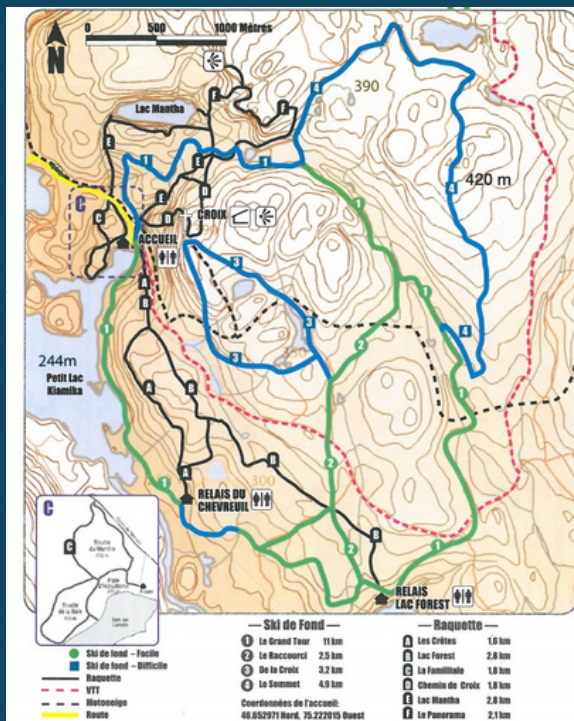 0 500 1000 Mètres
N
Lac Mantha
390
420 m
C
CROIX
ACCUEIL
244m
Petit Lac
Kiamika
300
RELAIS DU
CHEVREUIL
RELAIS
LAC FOREST
C
Ski de fond - Facile
Ski de fond - Difficile
Raquette
VTT
Motoneige
Route
— Ski de Fond —
1 Le Grand Tour 11 km
2 Le Raccourci 2,5 km
3 De la Croix 3,2 km
4 Le Sommet 4,9 km
Coordonnées de l'accueil:
46.652971 Nord, 75.222015 Ouest
— Raquette —
A Les Crêtes 1,6 km
B Lac Forest 2,8 km
C La Familliale 1,8 km
D Chemin de Croix 1,8 km
E Lac Mantha 2,8 km
F Le Panorama 2,1 km